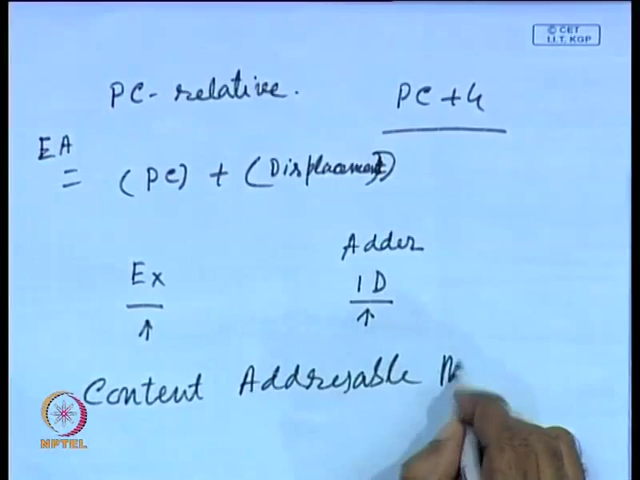 © CET
I.I.T. KGP
PC-relative. PC+4
EA
= (PC) + (Displacement)
Adder
Ex ID
Content Addressable M
NPTEL